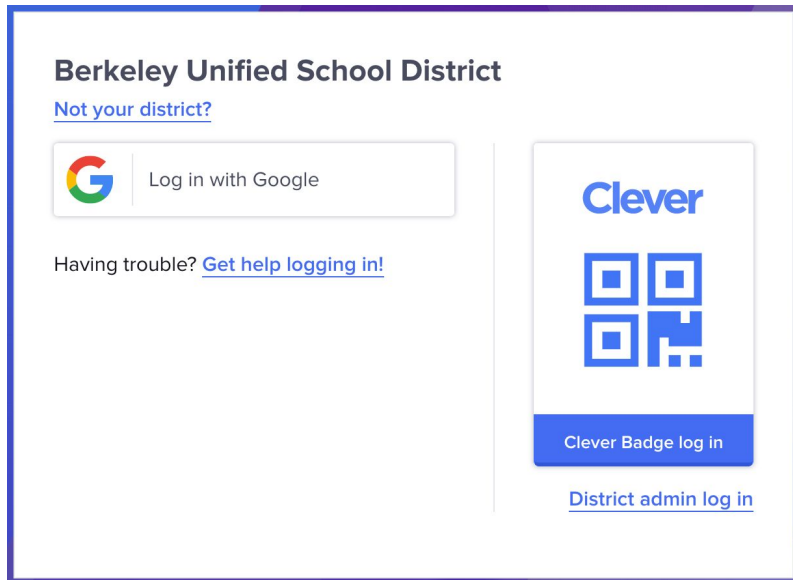 Berkeley Unified School District
Not your district?
Log in with Google
Having trouble? Get help logging in!
Clever
Clever Badge log in
District admin log in